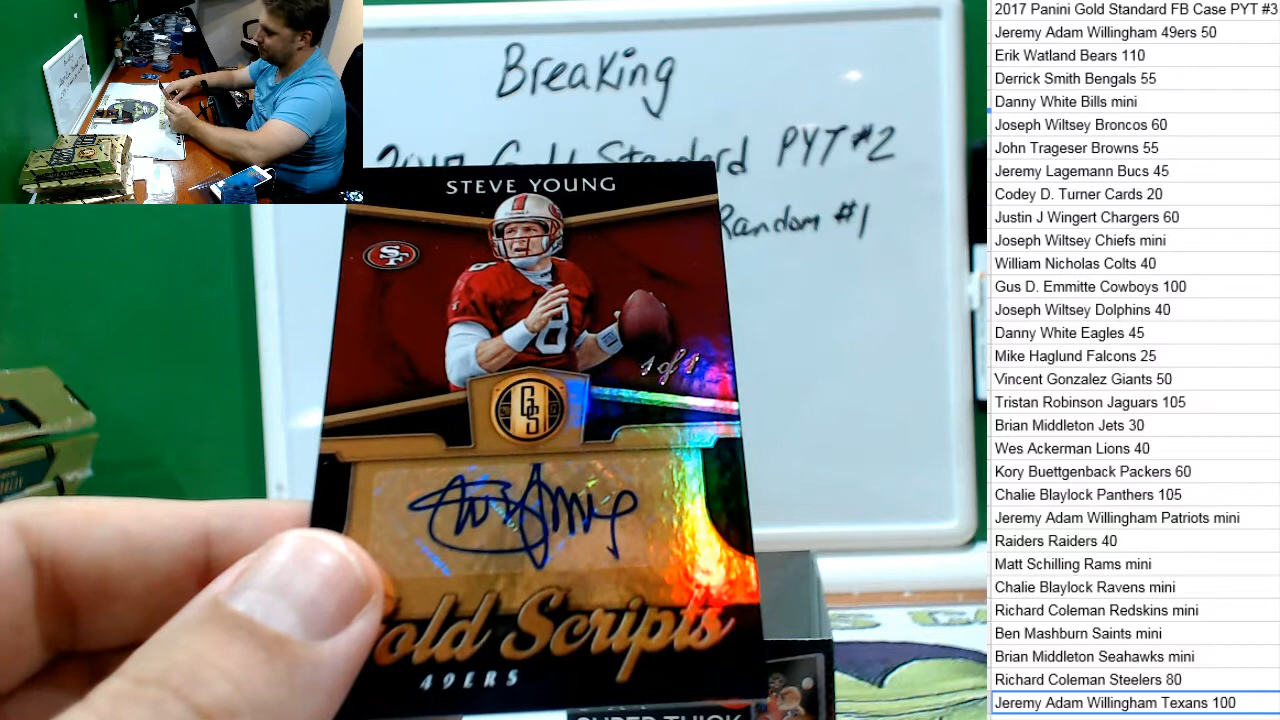 Breaking
Gold Standard PYT #2
Random #1
STEVE YOUNG
SF
8
1 of 1
GS
Gold Scripts
49ERS
SUPER THICK
2017 Panini Gold Standard FB Case PYT #3
Jeremy Adam Willingham 49ers 50
Erik Watland Bears 110
Derrick Smith Bengals 55
Danny White Bills mini
Joseph Wiltsey Broncos 60
John Trageser Browns 55
Jeremy Lagemann Bucs 45
Codey D. Turner Cards 20
Justin J Wingert Chargers 60
Joseph Wiltsey Chiefs mini
William Nicholas Colts 40
Gus D. Emmitte Cowboys 100
Joseph Wiltsey Dolphins 40
Danny White Eagles 45
Mike Haglund Falcons 25
Vincent Gonzalez Giants 50
Tristan Robinson Jaguars 105
Brian Middleton Jets 30
Wes Ackerman Lions 40
Kory Buettgenback Packers 60
Chalie Blaylock Panthers 105
Jeremy Adam Willingham Patriots mini
Raiders Raiders 40
Matt Schilling Rams mini
Chalie Blaylock Ravens mini
Richard Coleman Redskins mini
Ben Mashburn Saints mini
Brian Middleton Seahawks mini
Richard Coleman Steelers 80
Jeremy Adam Willingham Texans 100